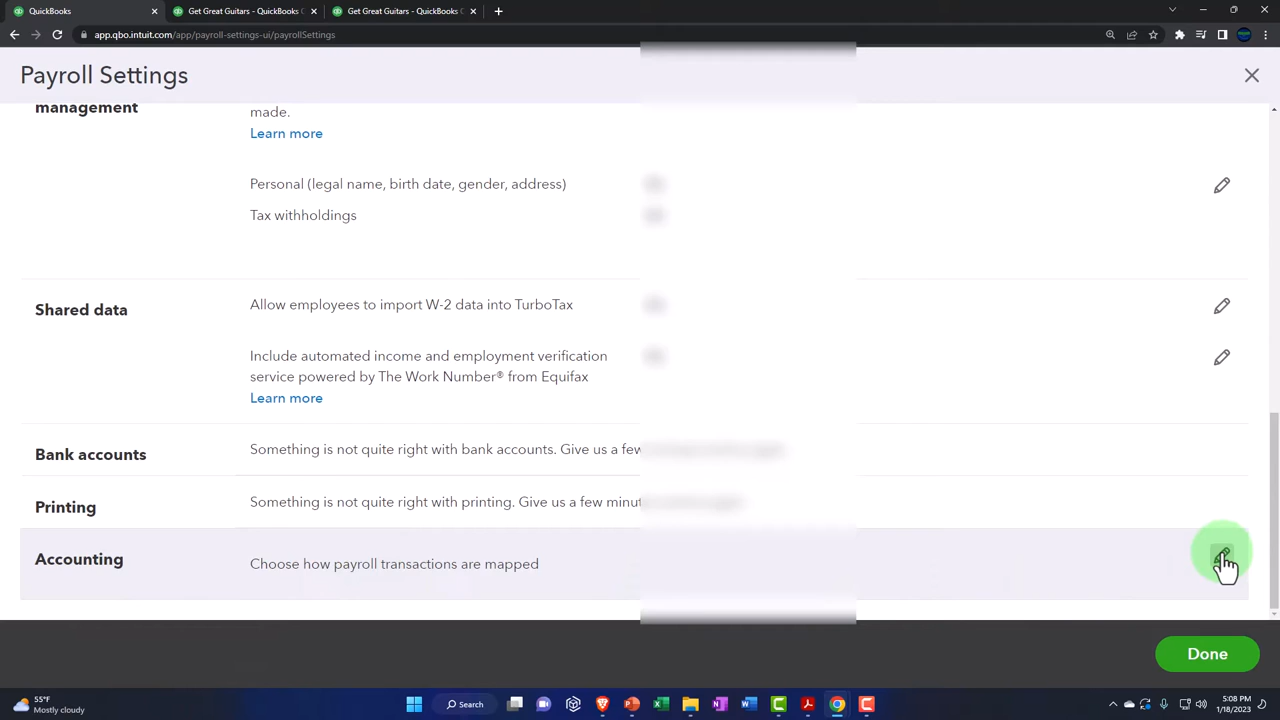 QuickBooks
Get Great Guitars - QuickBooks C
Get Great Guitars - QuickBooks C
app.qbo.intuit.com/app/payroll-settings-ui/payrollSettings
Payroll Settings
management
made.
Learn more
Personal (legal name, birth date, gender, address)
Tax withholdings
Shared data
Allow employees to import W-2 data into TurboTax
Include automated income and employment verification
service powered by The Work Number® from Equifax
Learn more
Bank accounts
Something is not quite right with bank accounts. Give us a few
Printing
Something is not quite right with printing. Give us a few minut
Accounting
Choose how payroll transactions are mapped
Done
55°F
Mostly cloudy
Search
5:08 PM
1/18/2023